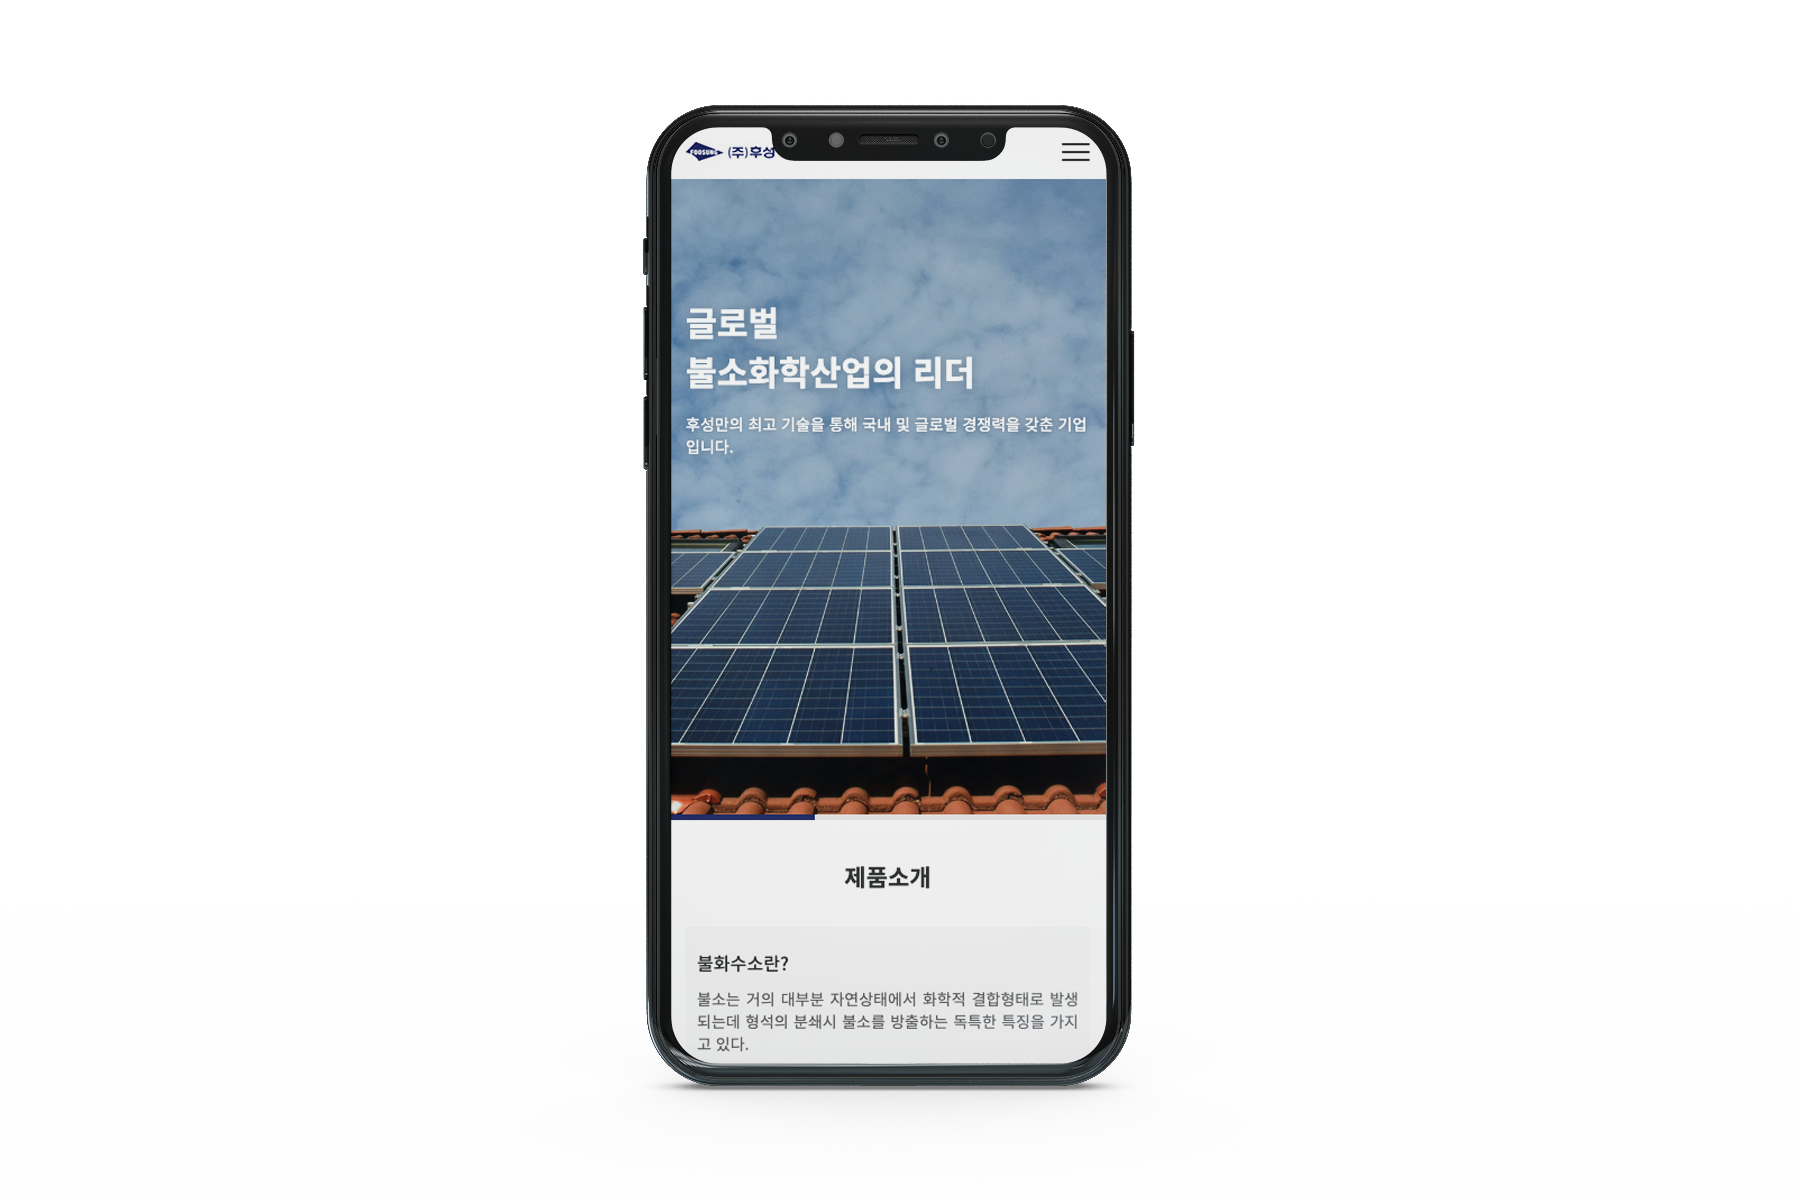 FOOSUNG (주)후성
글로벌
불소화학산업의 리더
후성만의 최고 기술을 통해 국내 및 글로벌 경쟁력을 갖춘 기업
입니다.
제품소개
불화수소란?
불소는 거의 대부분 자연상태에서 화학적 결합형태로 발생
되는데 형석의 분쇄시 불소를 방출하는 독특한 특징을 가지
고 있다.